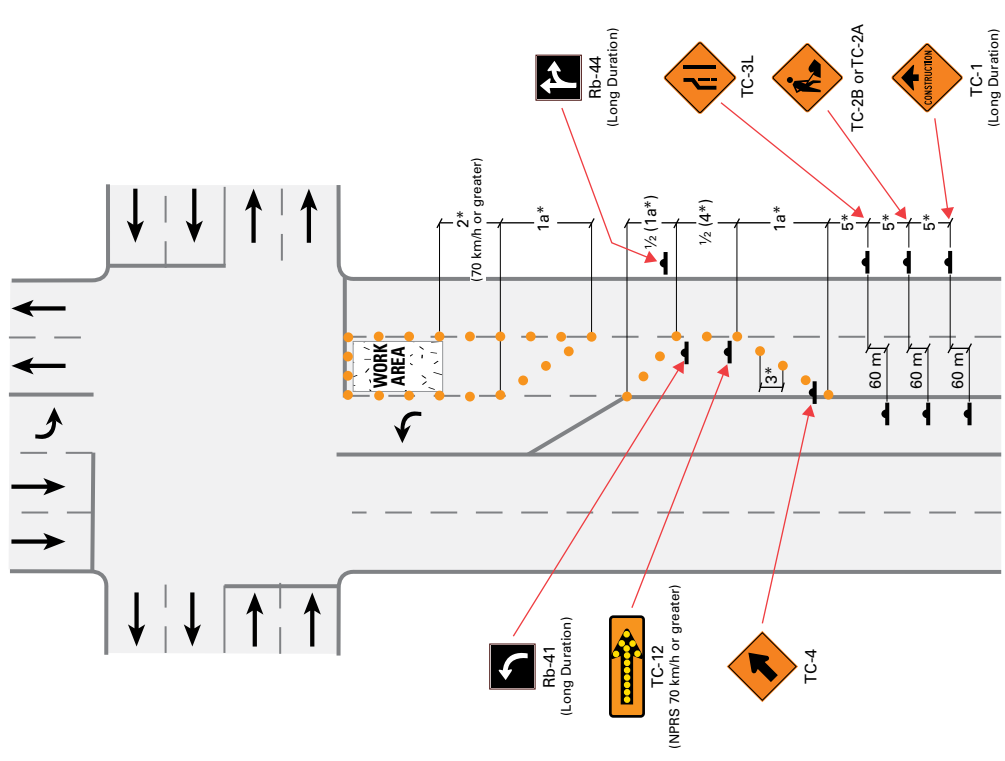 Rb-44
(Long Duration)
TC-3L
TC-2B or TC-2A
CONSTRUCTION
TC-1
(Long Duration)
2*
(70 km/h or greater)
1a*
½ (1a*)
½ (4*)
1a*
5*
5*
5*
WORK
AREA
3*
60 m
60 m
60 m
Rb-41
(Long Duration)
TC-12
(NPRS 70 km/h or greater)
TC-4